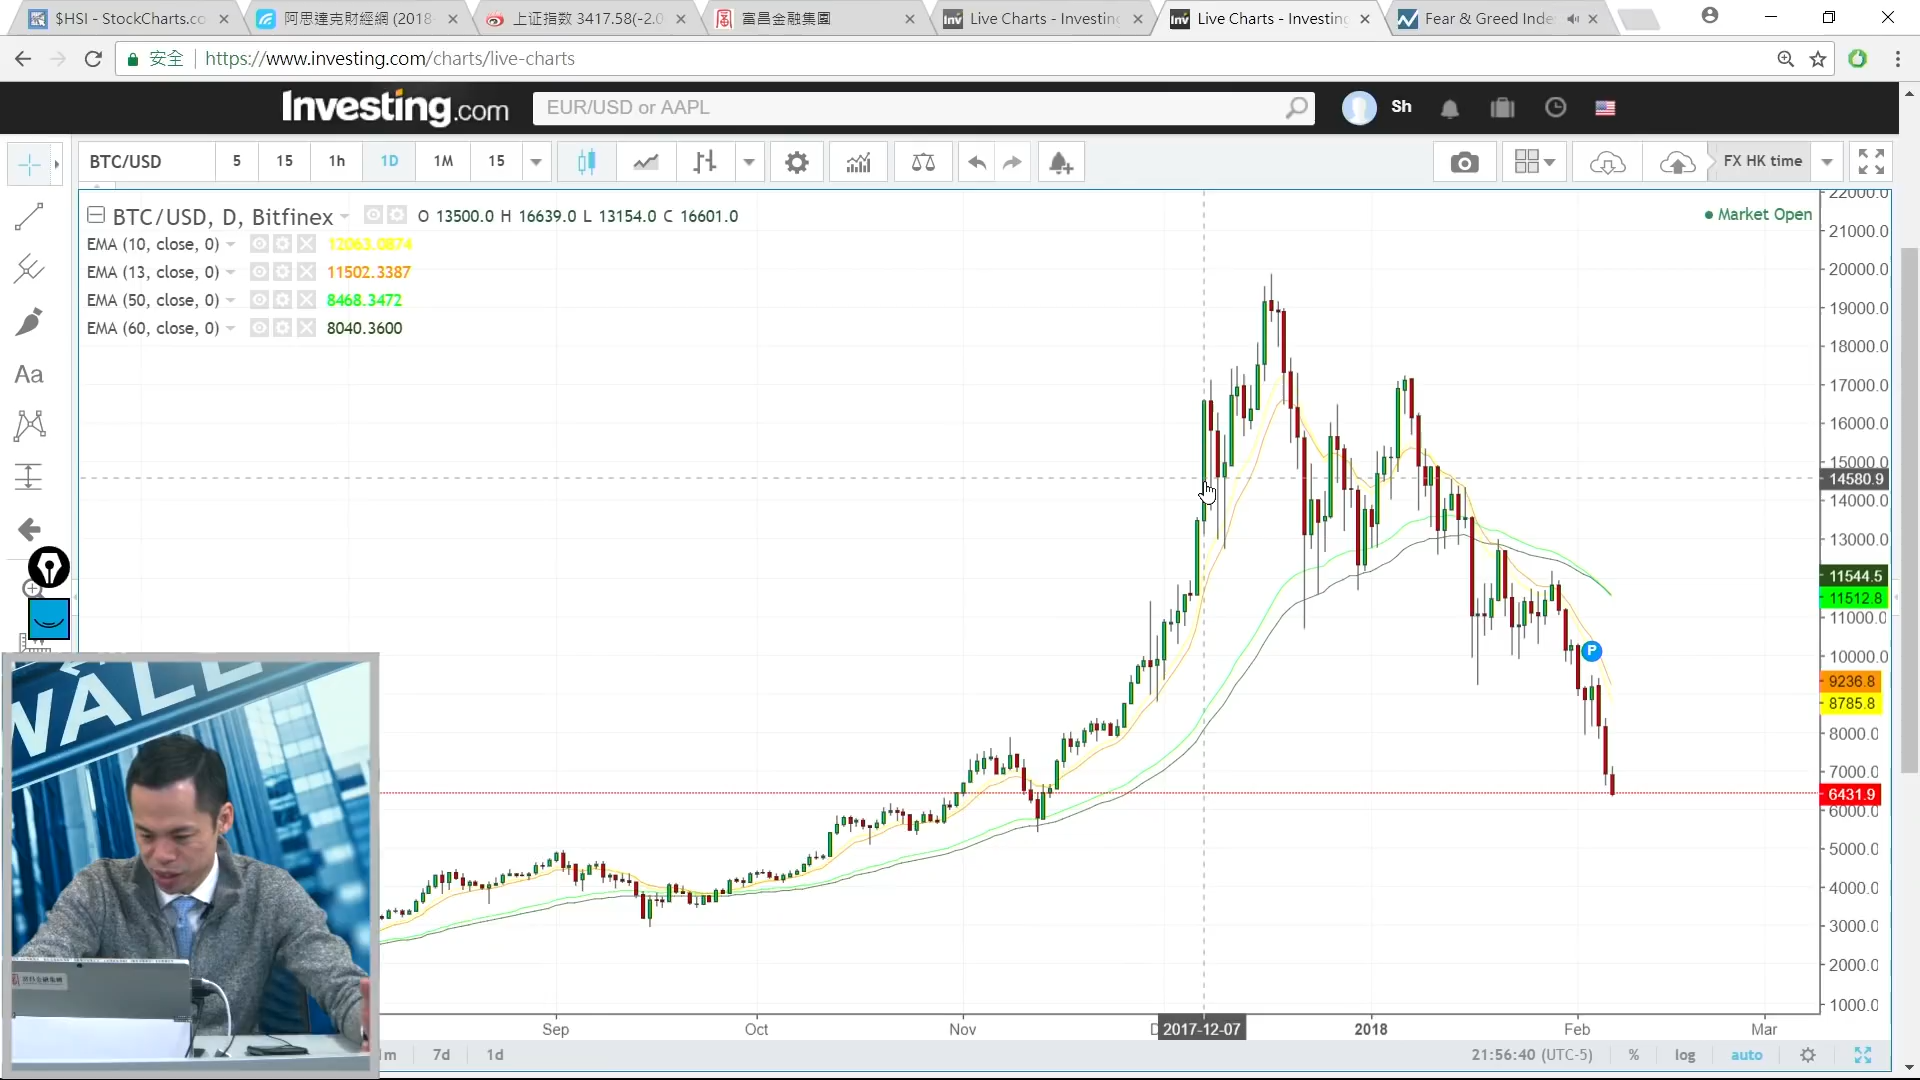 $HSI - StockCharts.co
阿思達克財經網 (2018
上证指数 3417.58(-2.0
富昌金融集團
Live Charts - Investing
Live Charts - Investing
Fear & Greed Inde
安全
https://www.investing.com/charts/live-charts
Investing.com
EUR/USD or AAPL
Sh
BTC/USD
5
15
1h
1D
1M
15
FX HK time
BTC/USD, D, Bitfinex
O 13500.0 H 16639.0 L 13154.0 C 16601.0
Market Open
EMA (10, close, 0)
12063.0874
EMA (13, close, 0)
11502.3387
EMA (50, close, 0)
8468.3472
EMA (60, close, 0)
8040.3600
Aa
22000.0
21000.0
20000.0
19000.0
18000.0
17000.0
16000.0
15000.0
14580.9
14000.0
13000.0
11544.5
11512.8
11000.0
P
10000.0
9236.8
8785.8
8000.0
7000.0
6431.9
6000.0
5000.0
4000.0
3000.0
2000.0
1000.0
WALL
Sep
Oct
Nov
D
2017-12-07
2018
Feb
Mar
1m
7d
1d
21:56:40 (UTC-5)
%
log
auto